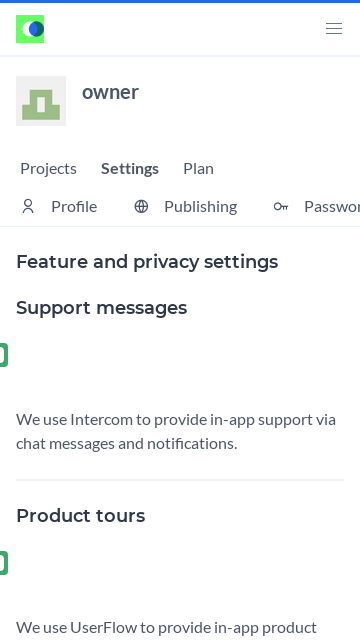 owner
Projects Settings Plan
Profile Publishing
Feature and privacy settings
Support messages
We use Intercom to provide in-app support via
chat messages and notifications.
Product tours
We use UserFlow to provide in-app product